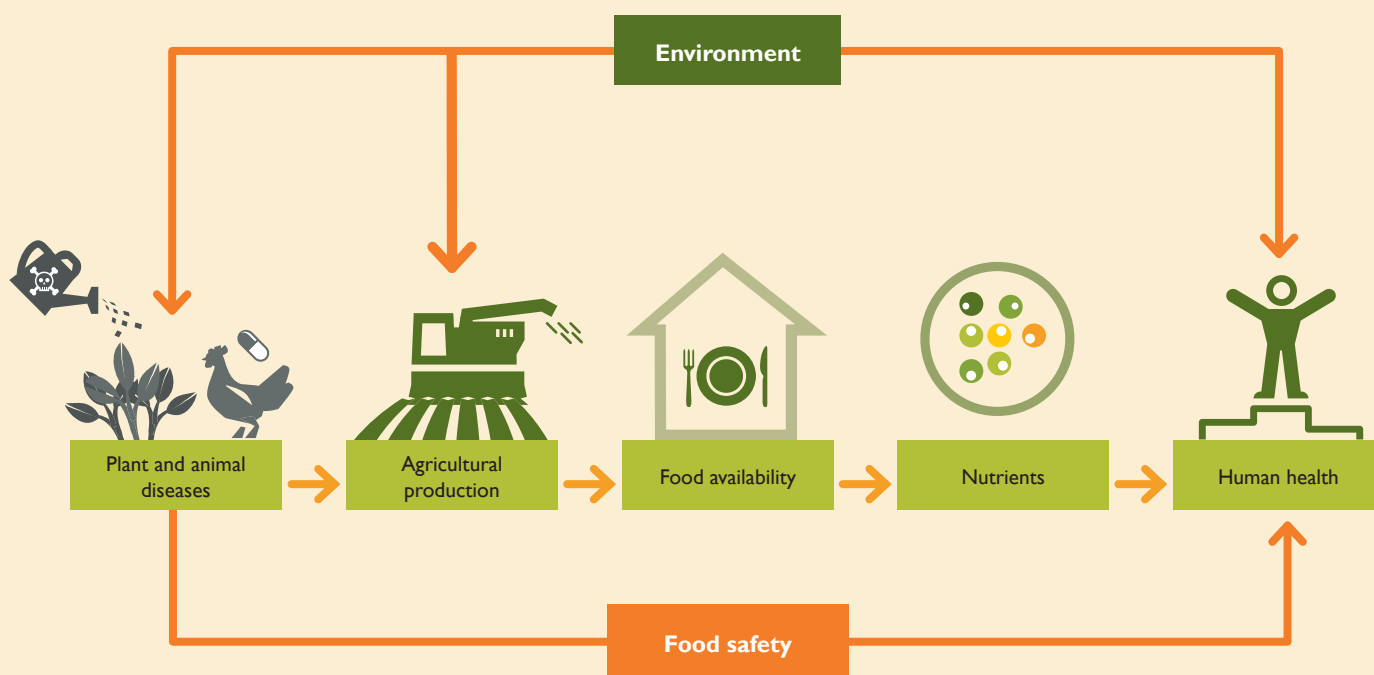 Environment
Plant and animal
diseases
Agricultural
production
Food availability
Nutrients
Human health
Food safety